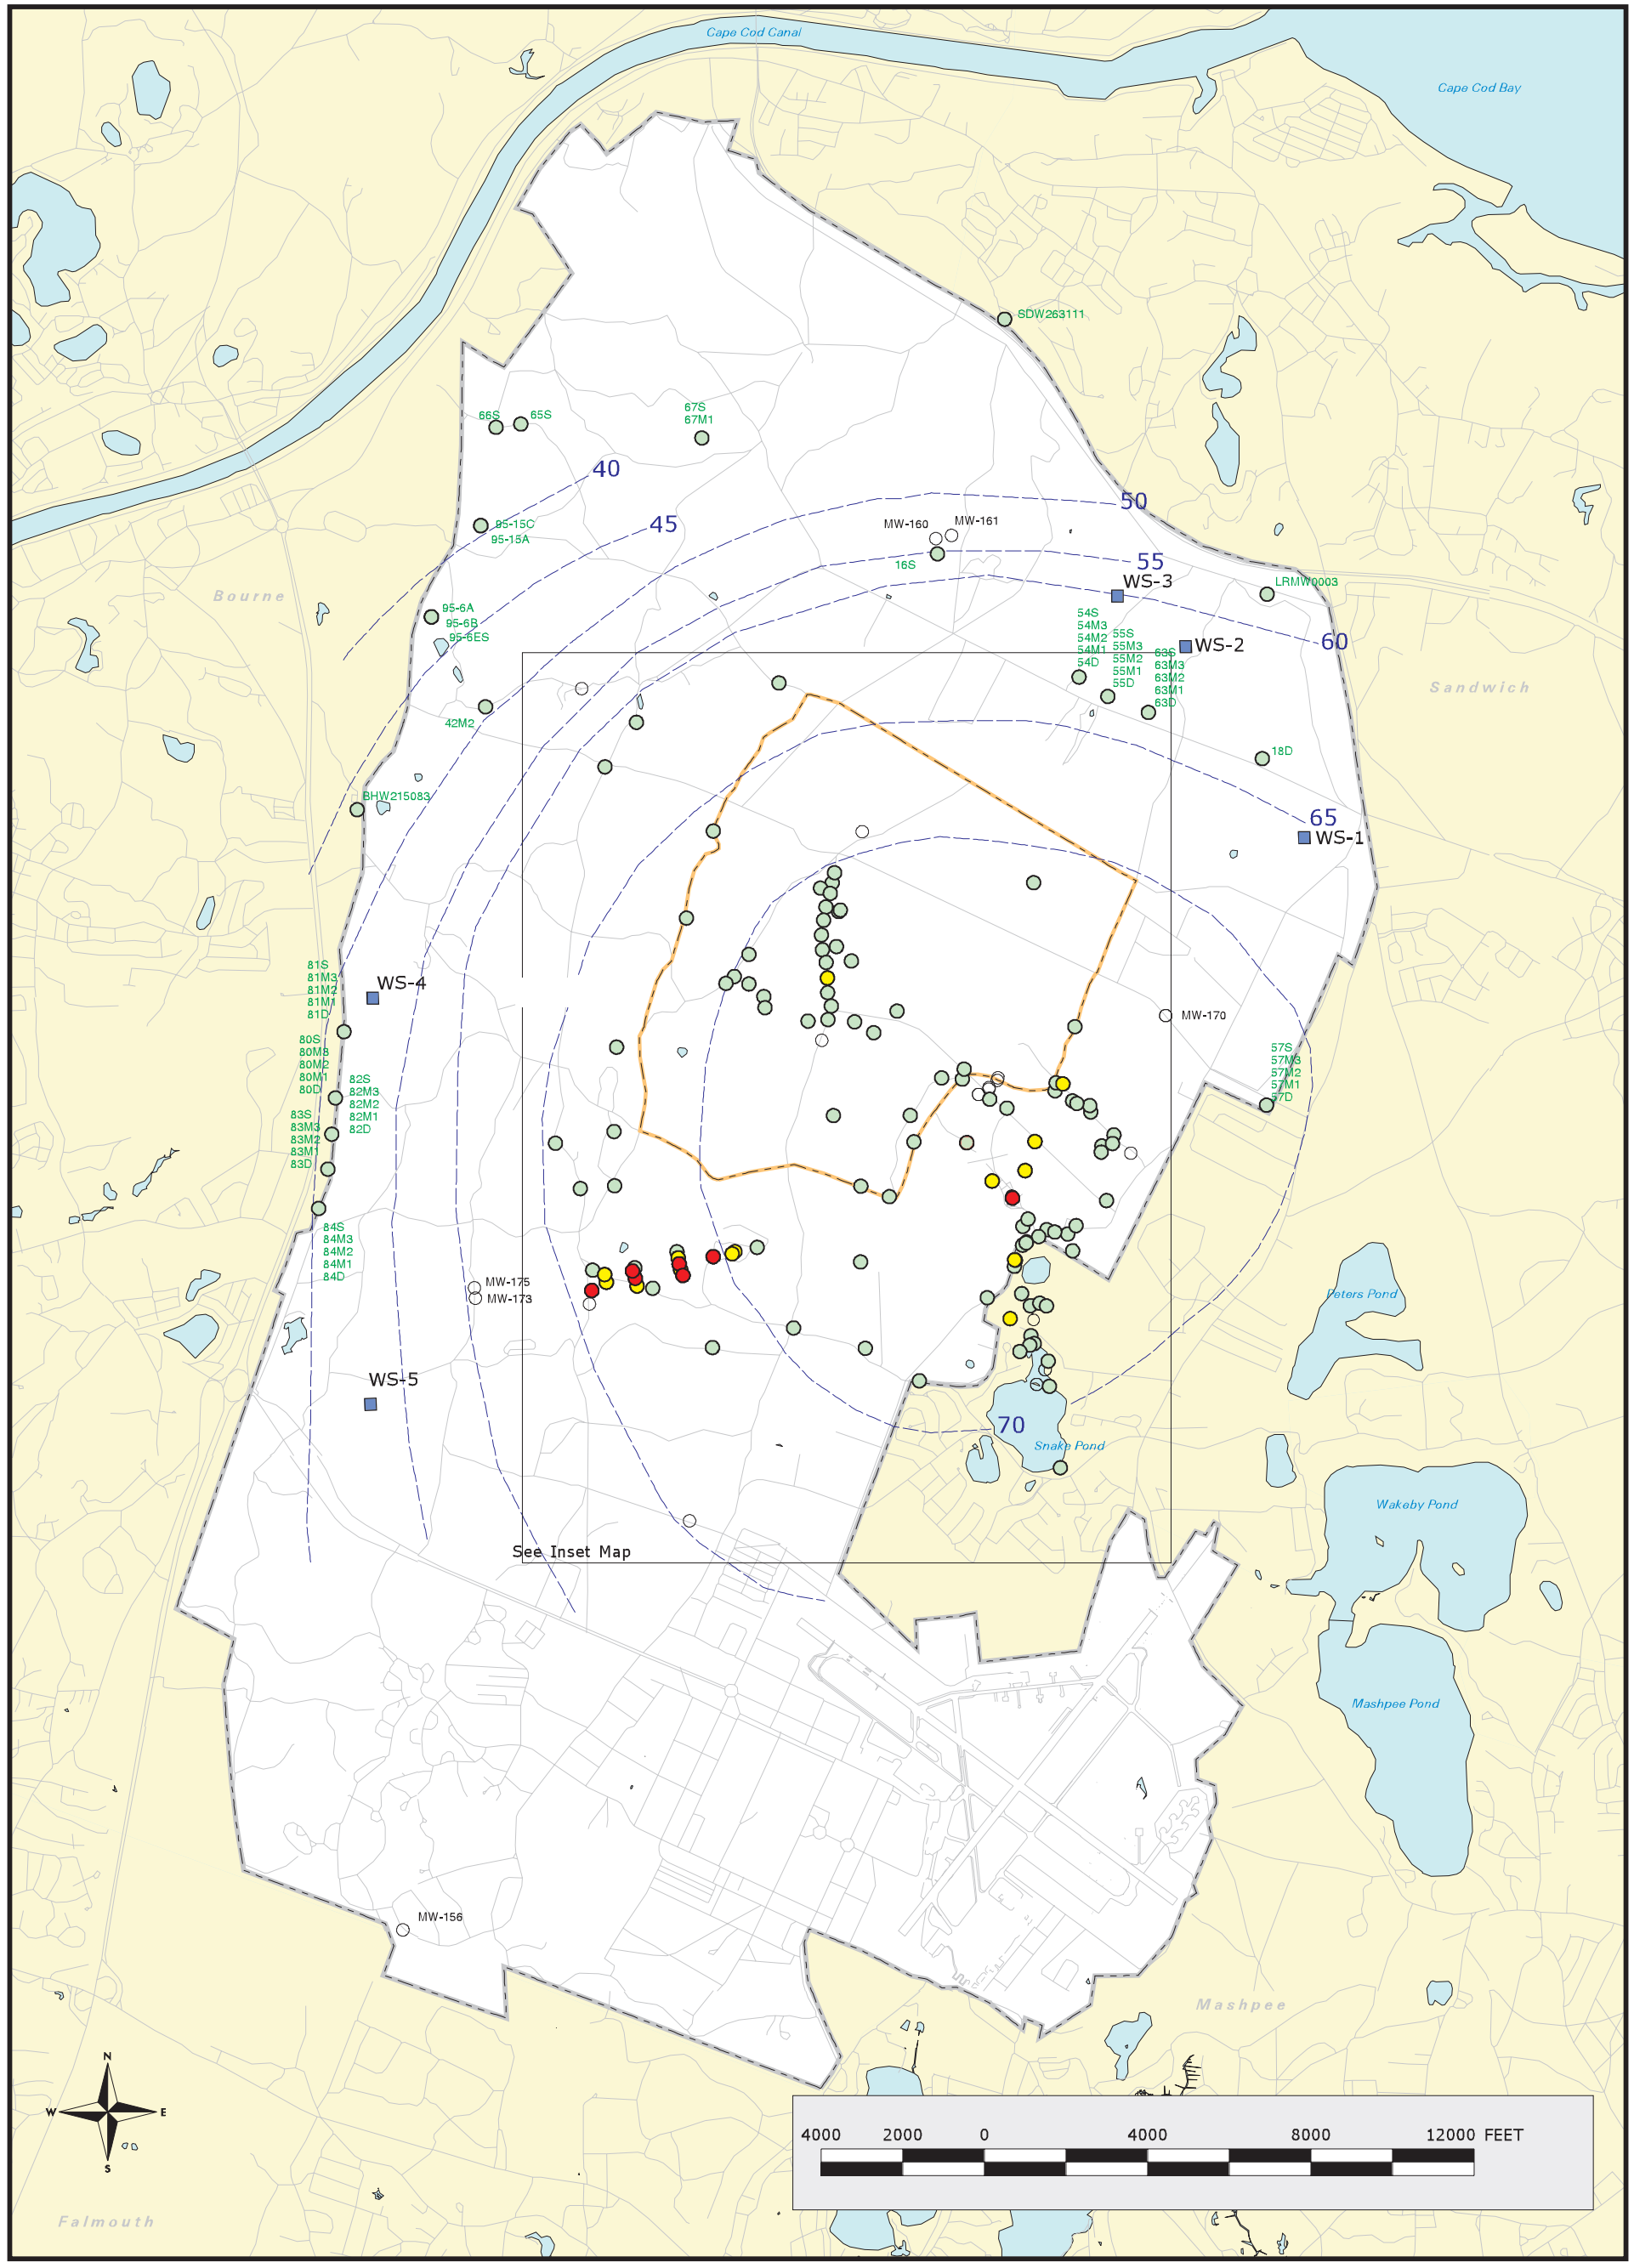 Cape Cod Canal
Cape Cod Bay
SDW263111
66S
65S
67S
67M1
40
45
50
95-15C
95-15A
MW-160
MW-161
16S
55
WS-3
LRMW0003
Bourne
95-6A
95-6B
95-6ES
54S
54M3
54M2
54M1
54D
55S
55M3
55M2
55M1
55D
WS-2
60
63S
63M3
63M2
63M1
63D
Sandwich
42M2
18D
BHW215083
65
WS-1
81S
81M3
81M2
81M1
81D
WS-4
MW-170
80S
80M3
80M2
80M1
80D
57S
57M3
57M2
57M1
57D
82S
82M3
82M2
82M1
82D
83S
83M3
83M2
83M1
83D
84S
84M3
84M2
84M1
84D
MW-175
MW-173
Peters Pond
WS-5
70
Snake Pond
Wakeby Pond
See Inset Map
Mashpee Pond
MW-156
Mashpee
N
W
E
S
4000 2000 0 4000 8000 12000 FEET
Falmouth